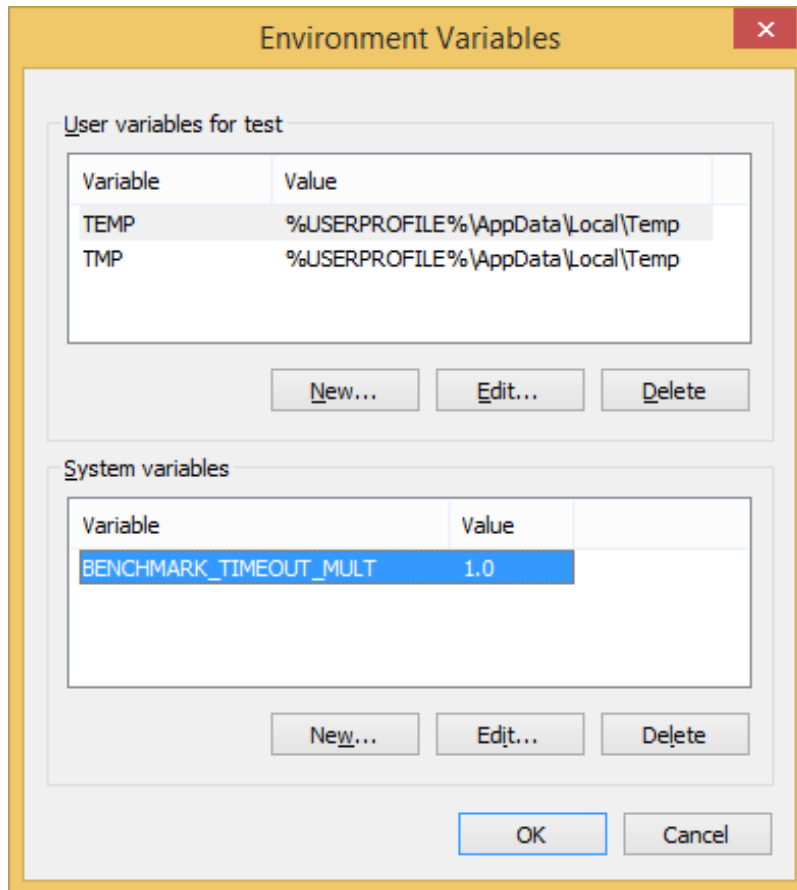 Environment Variables
User variables for test
Variable Value
TEMP %USERPROFILE%\AppData\Local\Temp
TMP %USERPROFILE%\AppData\Local\Temp
New... Edit... Delete
System variables
Variable Value
BENCHMARK_TIMEOUT_MULT 1.0
New... Edit... Delete
OK Cancel